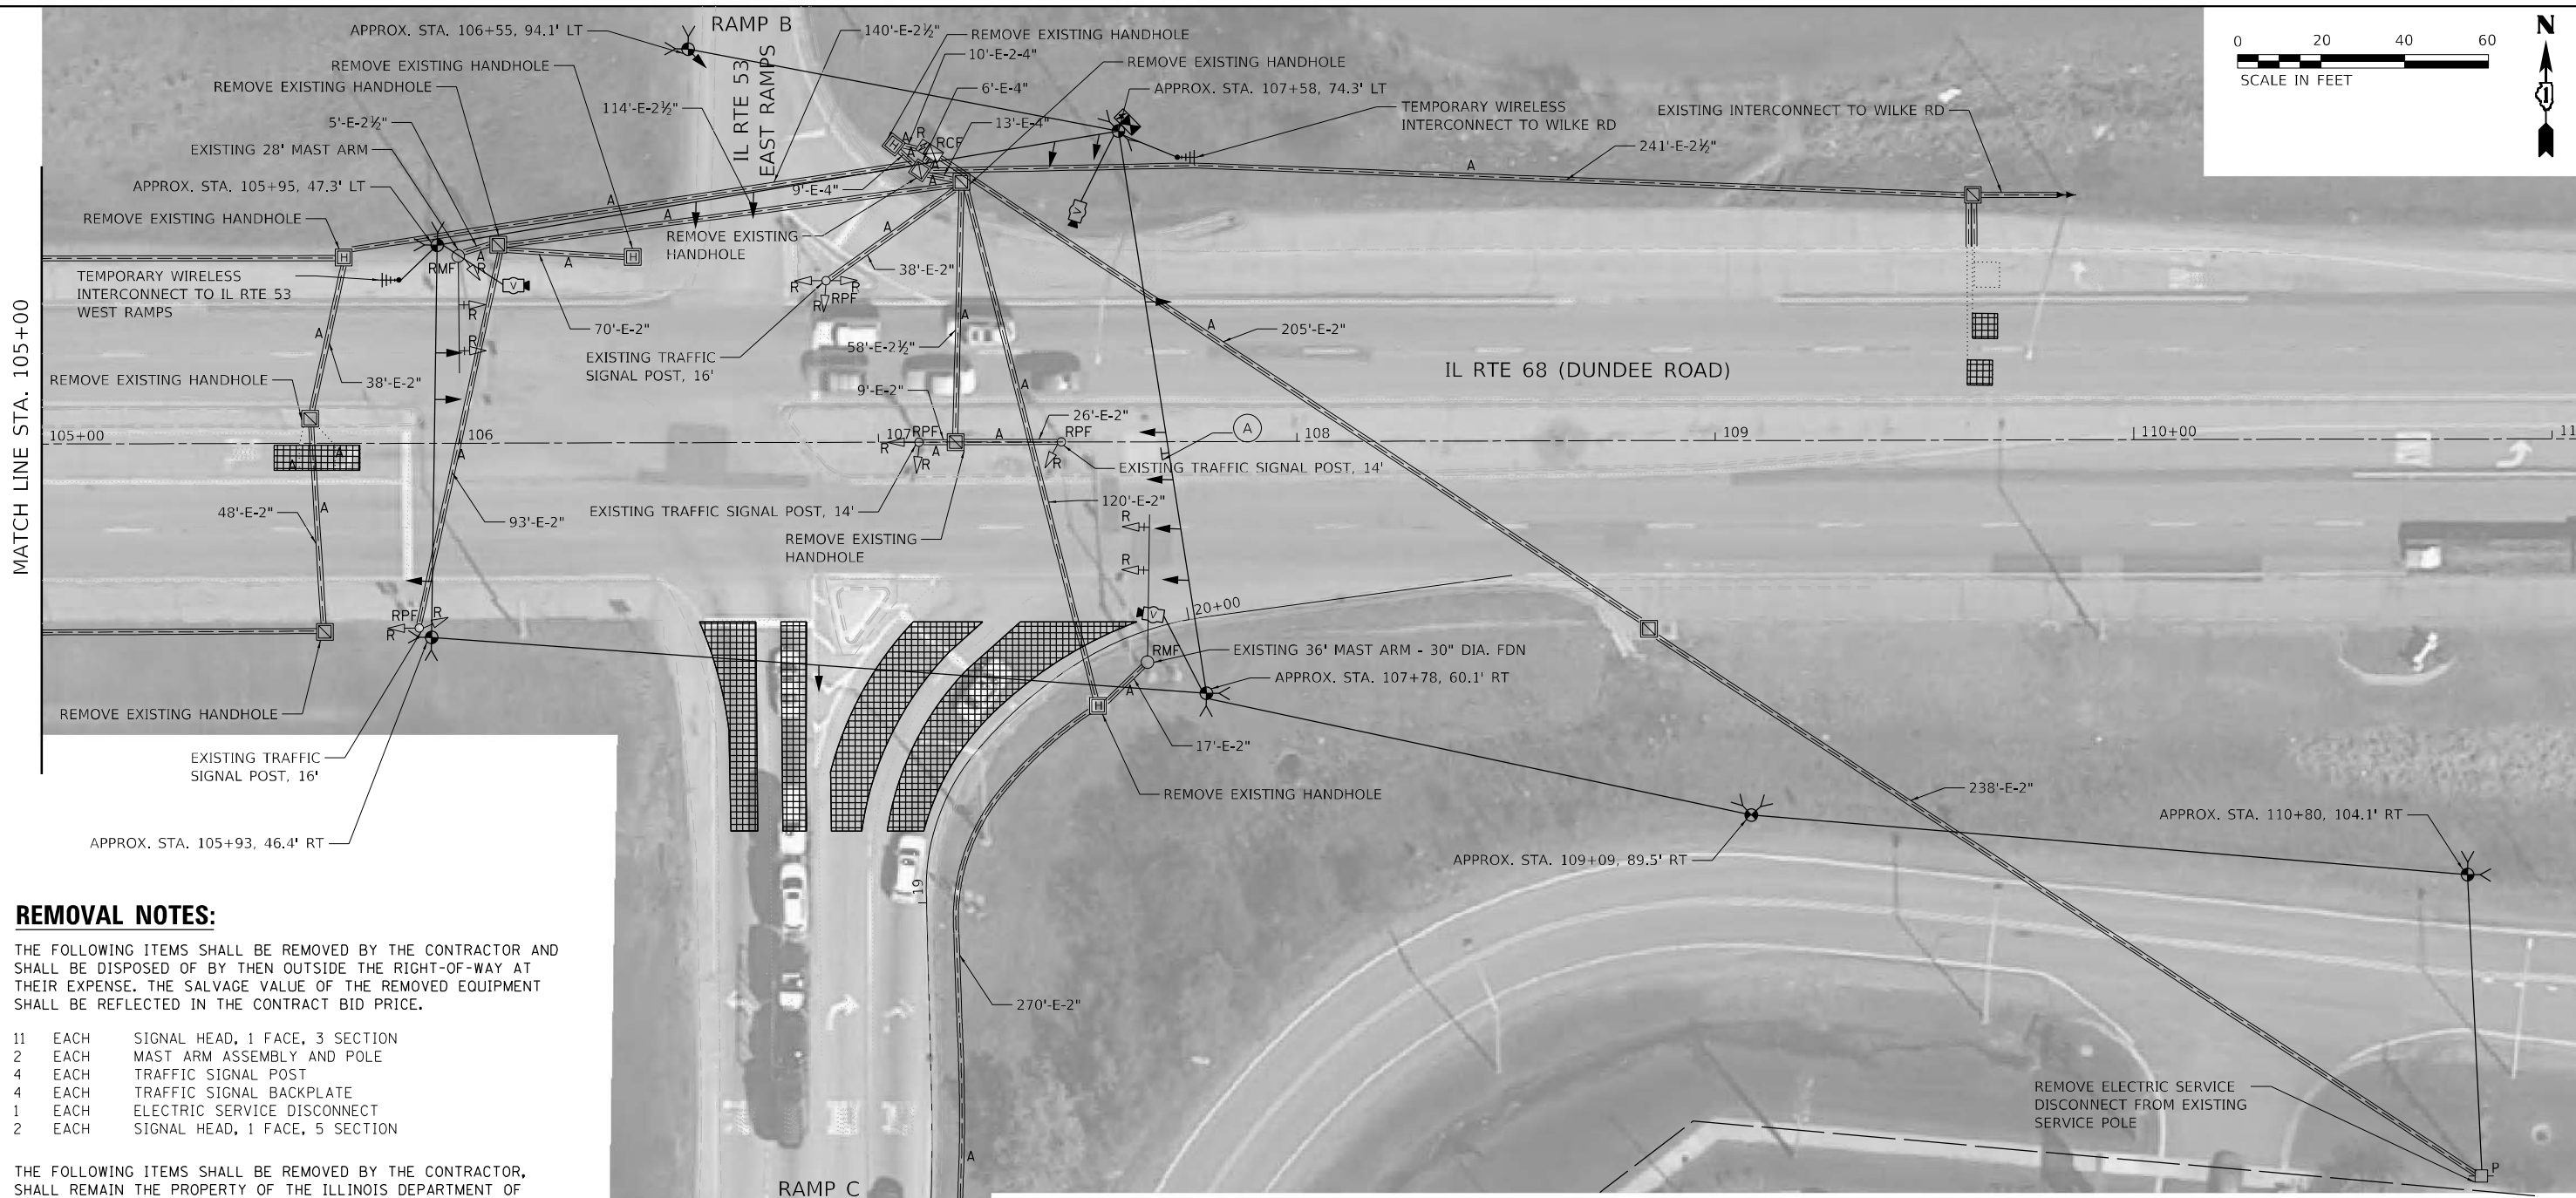 RAMP B
IL RTE 53
EAST RAMPS
APPROX. STA. 106+55, 94.1' LT
140'-E-2½"
REMOVE EXISTING HANDHOLE
10'-E-2-4"
REMOVE EXISTING HANDHOLE
REMOVE EXISTING HANDHOLE
REMOVE EXISTING HANDHOLE
6'-E-4"
APPROX. STA. 107+58, 74.3' LT
114'-E-2½"
TEMPORARY WIRELESS
INTERCONNECT TO WILKE RD
EXISTING INTERCONNECT TO WILKE RD
0 20 40 60
SCALE IN FEET
N
5'-E-2½"
13'-E-4"
RCF
R
A
A
A
241'-E-2½"
A
EXISTING 28' MAST ARM
APPROX. STA. 105+95, 47.3' LT
9'-E-4"
A
A
A
REMOVE EXISTING HANDHOLE
REMOVE EXISTING
HANDHOLE
A
V
H
RMF
A
R
V
A
H
H
38'-E-2"
TEMPORARY WIRELESS
INTERCONNECT TO IL RTE 53
WEST RAMPS
R
R
R
RPF
R
A
70'-E-2"
EXISTING TRAFFIC
SIGNAL POST, 16'
58'-E-2½"
A
205'-E-2"
R
A
MATCH LINE STA. 105+00
REMOVE EXISTING HANDHOLE
38'-E-2"
9'-E-2"
A
IL RTE 68 (DUNDEE ROAD)
26'-E-2"
A
105+00
106
107
RPF
R
A
A
RPF
108
109
110+00
11
A
A
A
R
R
EXISTING TRAFFIC SIGNAL POST, 14'
48'-E-2"
A
93'-E-2"
EXISTING TRAFFIC SIGNAL POST, 14'
120'-E-2"
R
REMOVE EXISTING
HANDHOLE
R
RPF
R
R
V
20+00
RMF
EXISTING 36' MAST ARM - 30" DIA. FDN
APPROX. STA. 107+78, 60.1' RT
A
H
REMOVE EXISTING HANDHOLE
17'-E-2"
EXISTING TRAFFIC
SIGNAL POST, 16'
REMOVE EXISTING HANDHOLE
238'-E-2"
APPROX. STA. 110+80, 104.1' RT
APPROX. STA. 105+93, 46.4' RT
APPROX. STA. 109+09, 89.5' RT
19
REMOVAL NOTES:
THE FOLLOWING ITEMS SHALL BE REMOVED BY THE CONTRACTOR AND
SHALL BE DISPOSED OF BY THEN OUTSIDE THE RIGHT-OF-WAY AT
THEIR EXPENSE. THE SALVAGE VALUE OF THE REMOVED EQUIPMENT
SHALL BE REFLECTED IN THE CONTRACT BID PRICE.
270'-E-2"
11 EACH SIGNAL HEAD, 1 FACE, 3 SECTION
2 EACH MAST ARM ASSEMBLY AND POLE
4 EACH TRAFFIC SIGNAL POST
4 EACH TRAFFIC SIGNAL BACKPLATE
1 EACH ELECTRIC SERVICE DISCONNECT
2 EACH SIGNAL HEAD, 1 FACE, 5 SECTION
REMOVE ELECTRIC SERVICE
DISCONNECT FROM EXISTING
SERVICE POLE
A
P
THE FOLLOWING ITEMS SHALL BE REMOVED BY THE CONTRACTOR,
SHALL REMAIN THE PROPERTY OF THE ILLINOIS DEPARTMENT OF
RAMP C